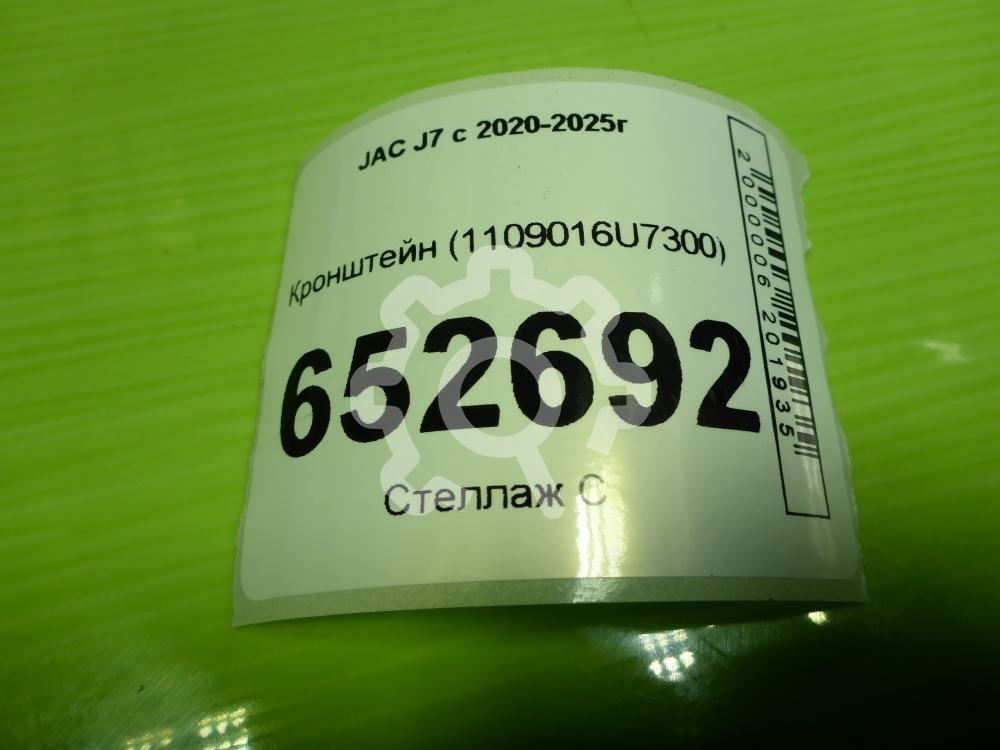 JAC J7 с 2020-2025г
Кронштейн (1109016U7300)
652692
Стеллаж С
2000006201935